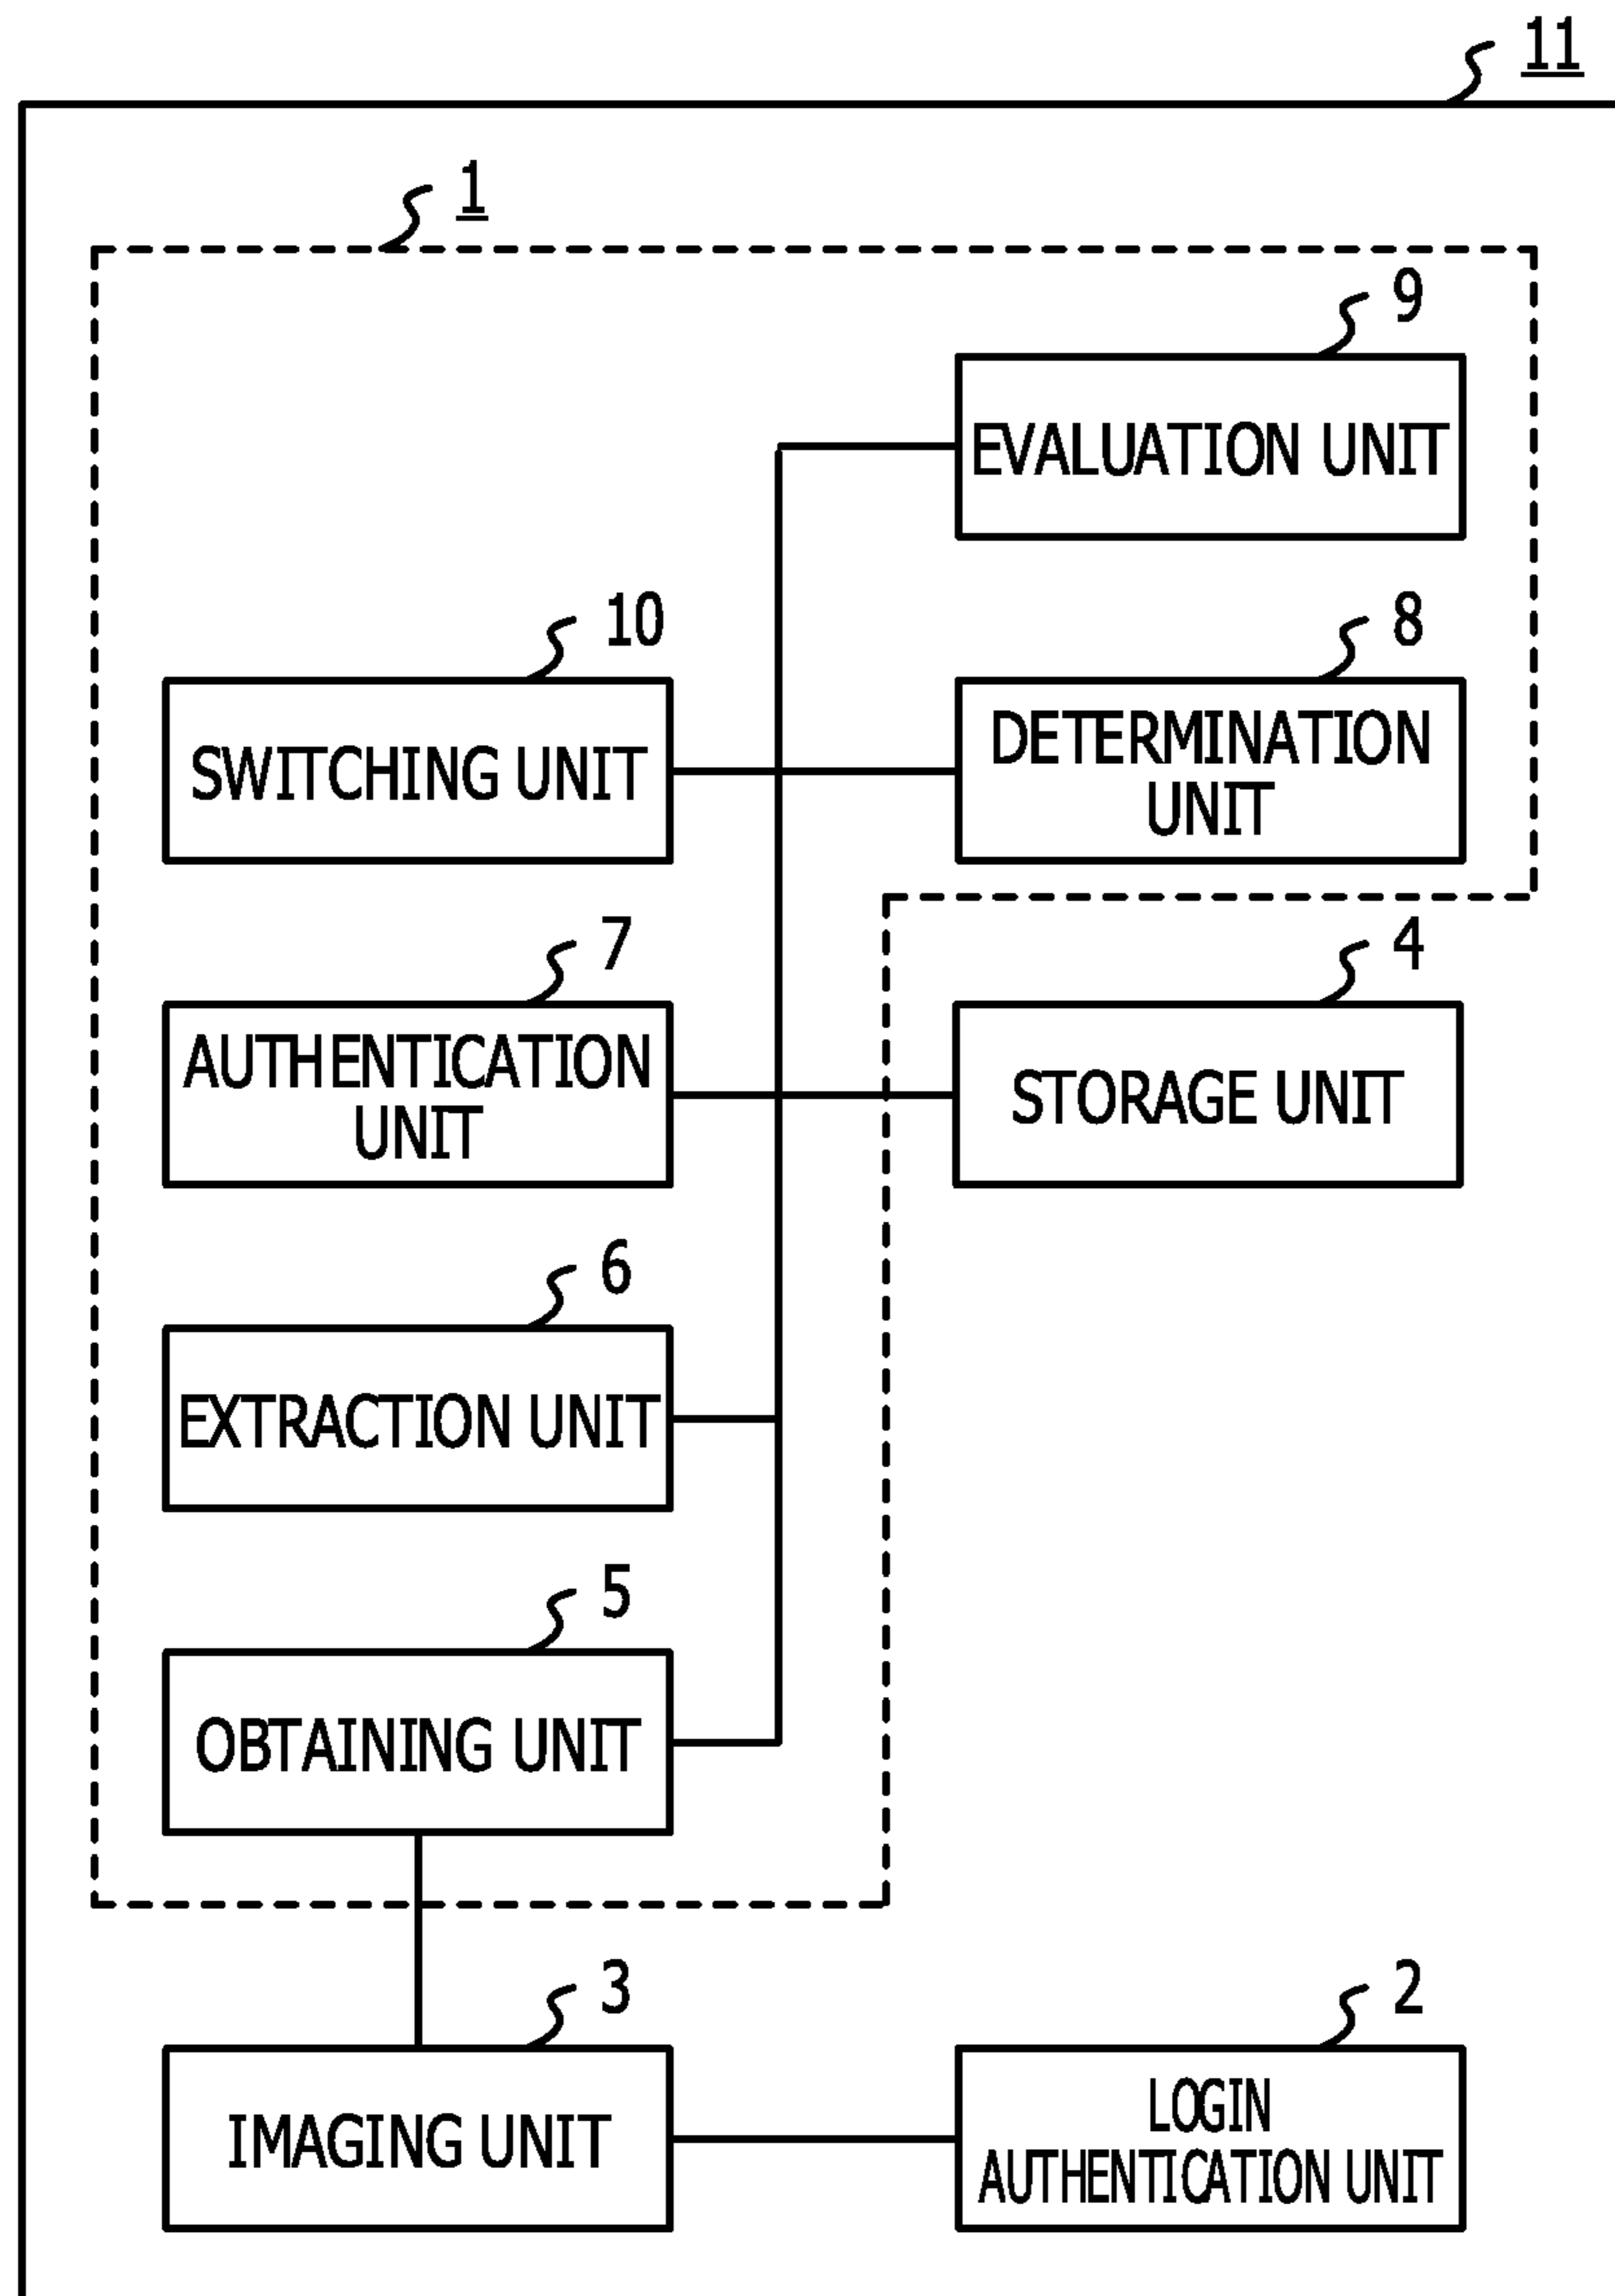 11
1
9
EVALUATION UNIT
10
8
SWITCHING UNIT
DETERMINATION
UNIT
7
4
AUTHENTICATION
UNIT
STORAGE UNIT
6
EXTRACTION UNIT
5
OBTAINING UNIT
3
2
IMAGING UNIT
LOGIN
AUTHENTICATION UNIT